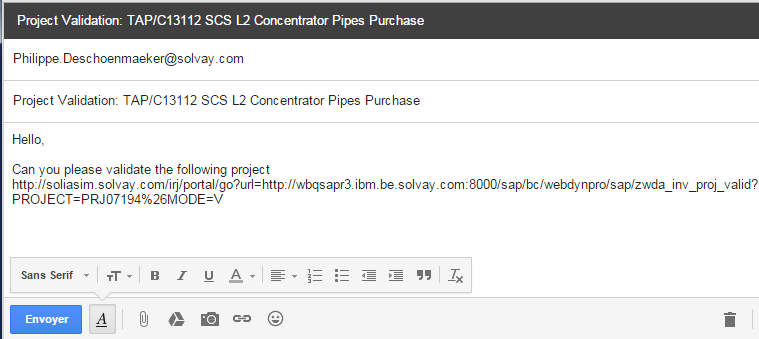 Project Validation: TAP/C13112 SCS L2 Concentrator Pipes Purchase
Philippe.Deschoenmaeker@solvay.com
Project Validation: TAP/C13112 SCS L2 Concentrator Pipes Purchase
Hello,
Can you please validate the following project
http://soliasim.solvay.com/irj/portal/go?url=http://wbqsapr3.ibm.be.solvay.com:8000/sap/bc/webdynpro/sap/zwda_inv_proj_valid?
PROJECT=PRJ07194%26MODE=V
Sans Serif TT B I U A Tx
Envoyer A